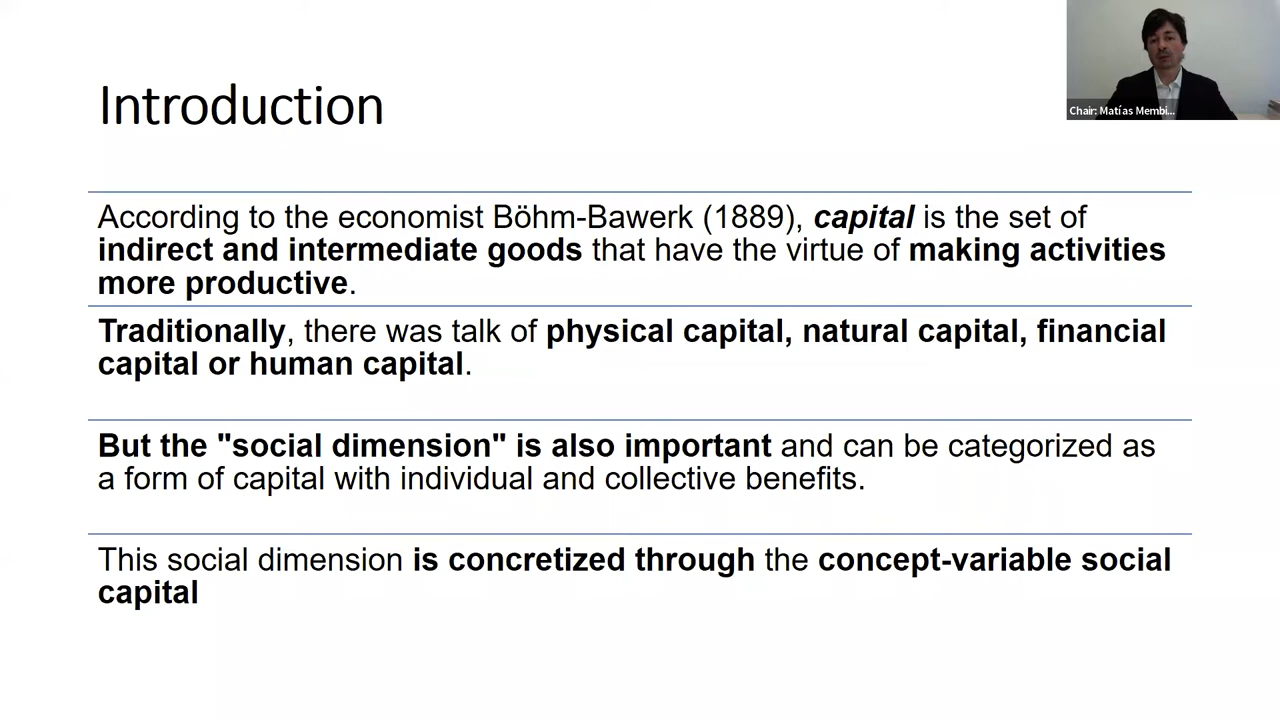 Introduction
Chair: Matías Membi...
According to the economist Böhm-Bawerk (1889), capital is the set of
indirect and intermediate goods that have the virtue of making activities
more productive.
Traditionally, there was talk of physical capital, natural capital, financial
capital or human capital.
But the "social dimension" is also important and can be categorized as
a form of capital with individual and collective benefits.
This social dimension is concretized through the concept-variable social
capital